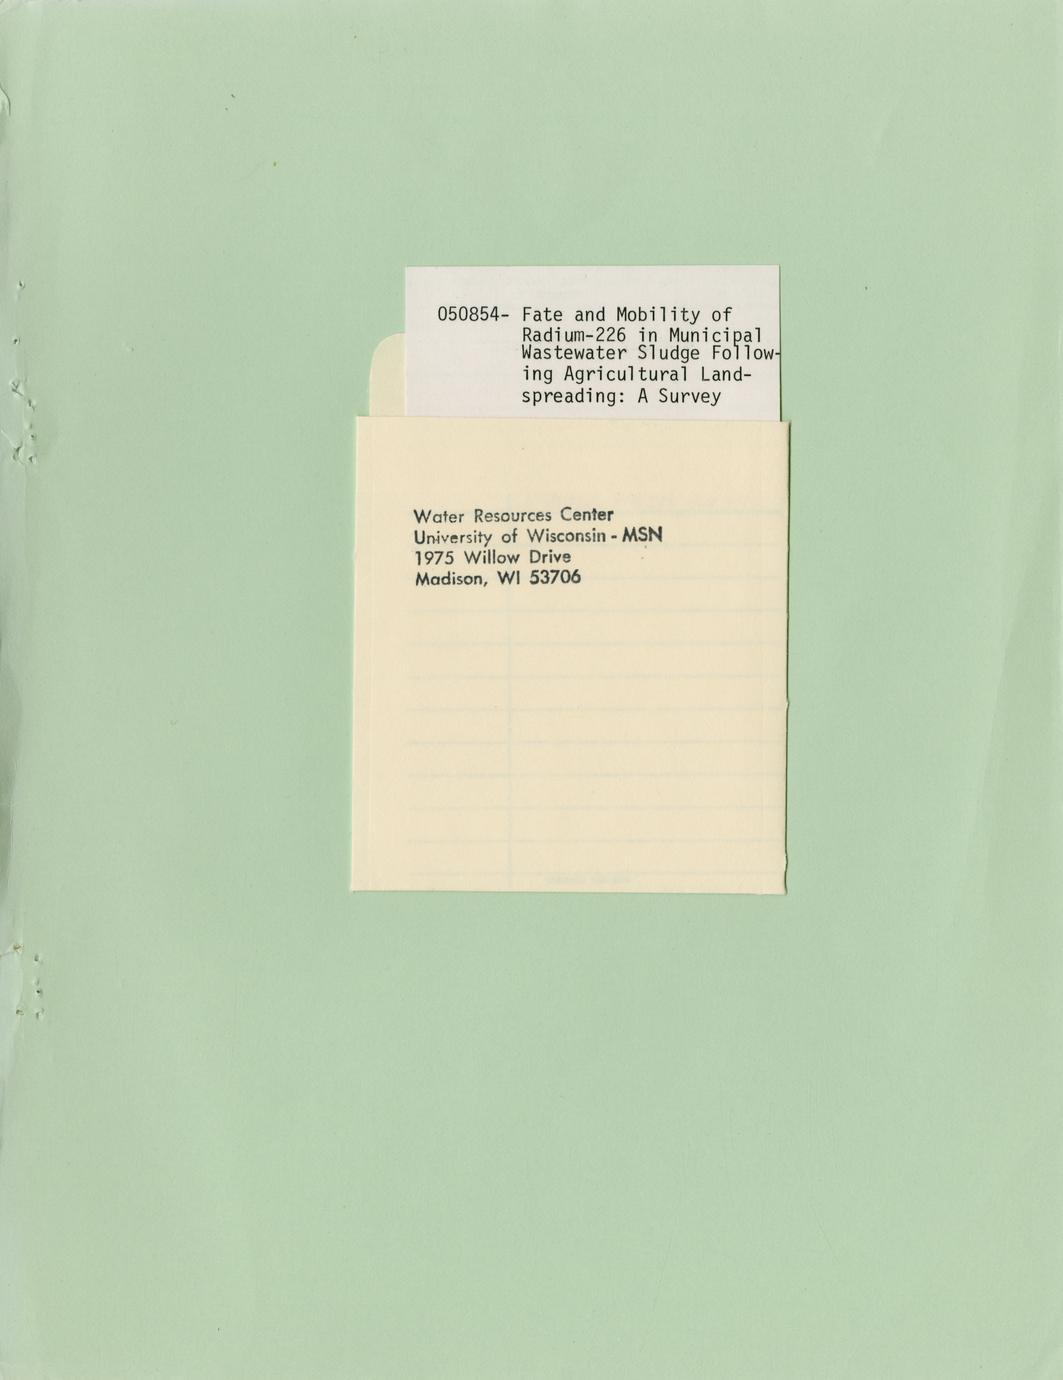 050854- Fate and Mobility of
Radium-226 in Municipal
Wastewater Sludge Follow-
ing Agricultural Land-
spreading: A Survey
Water Resources Center
University of Wisconsin - MSN
1975 Willow Drive
Madison, WI 53706